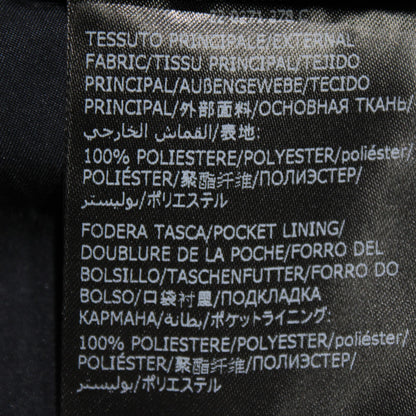 TESSUTO PRINCIPALE/EXTERNAL
FABRIC/TISSU PRINCIPAL/TEJIDO
PRINCIPAL/AUßENGEWEBE/TECIDO
PRINCIPAL/外部面料/ОСНОВНАЯ ТКАНЬ/
القماش الخارجي/表地:
100% POLIESTERE/POLYESTER/poliéster/
POLIÉSTER/聚酯纤维/ПОЛИЭСТЕР/
بوليستر/ポリエステル
FODERA TASCA/POCKET LINING/
DOUBLURE DE LA POCHE/FORRO DEL
BOLSILLO/TASCHENFUTTER/FORRO DO
BOLSO/口袋衬裏/ПОДКЛАДКА
КАРМАНА/بطانة/ポケットライニング:
100% POLIESTERE/POLYESTER/poliéster/
POLIÉSTER/聚酯纤维/ПОЛИЭСТЕР/
بوليستر/ポリエステル